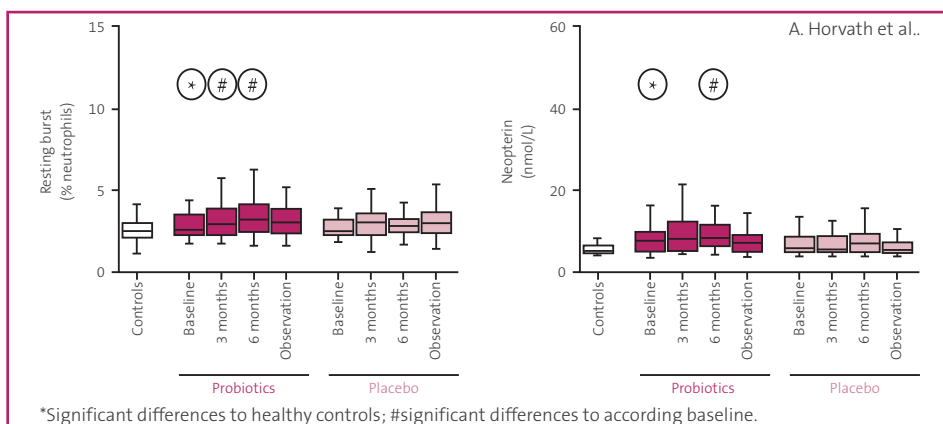 A. Horvath et al..
Resting burst
(% neutrophils)
15
10
5
0
* # #
Controls
Baseline
3 months
6 months
Observation
Baseline
3 months
6 months
Observation
Probiotics
Placebo
Neopterin
(nmol/L)
60
40
20
0
* #
Controls
Baseline
3 months
6 months
Observation
Baseline
3 months
6 months
Observation
Probiotics
Placebo
*Significant differences to healthy controls; #significant differences to according baseline.